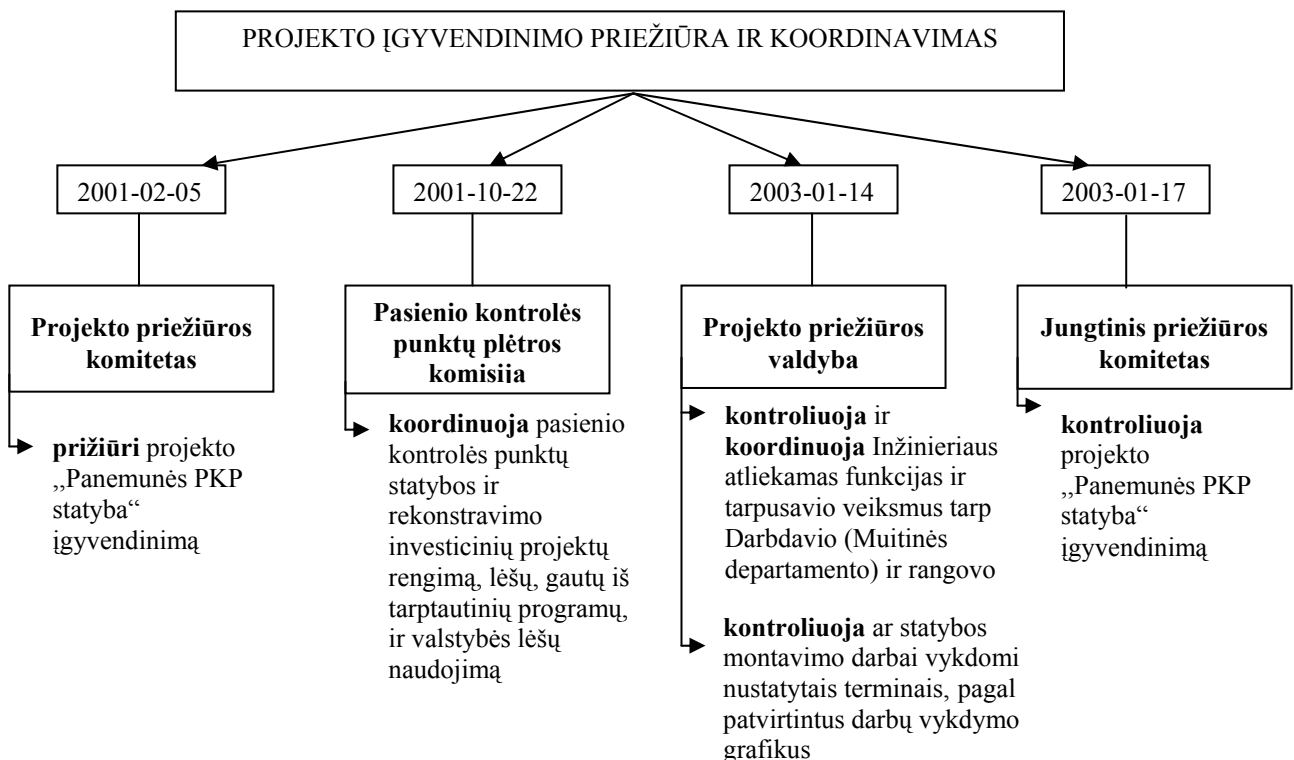 PROJEKTO ĮGYVENDINIMO PRIEŽIŪRA IR KOORDINAVIMAS
2001-02-05
2001-10-22
2003-01-14
2003-01-17
Projekto priežiūros
komitetas
Pasienio kontrolės
punktų plėtros
komisija
Projekto priežiūros
valdyba
Jungtinis priežiūros
komitetas
prižiūri projekto
,,Panemunės PKP
statyba“
įgyvendinimą
koordinuoja pasienio
kontrolės punktų
statybos ir
rekonstravimo
investicinių projektų
rengimą, lėšų, gautų iš
tarptautinių programų,
ir valstybės lėšų
naudojimą
kontroliuoja ir
koordinuoja Inžinieriaus
atliekamas funkcijas ir
tarpusavio veiksmus tarp
Darbdavio (Muitinės
departamento) ir rangovo
kontroliuoja ar statybos
montavimo darbai vykdomi
nustatytais terminais, pagal
patvirtintus darbų vykdymo
grafikus
kontroliuoja
projekto
,,Panemunės PKP
statyba“
įgyvendinimą